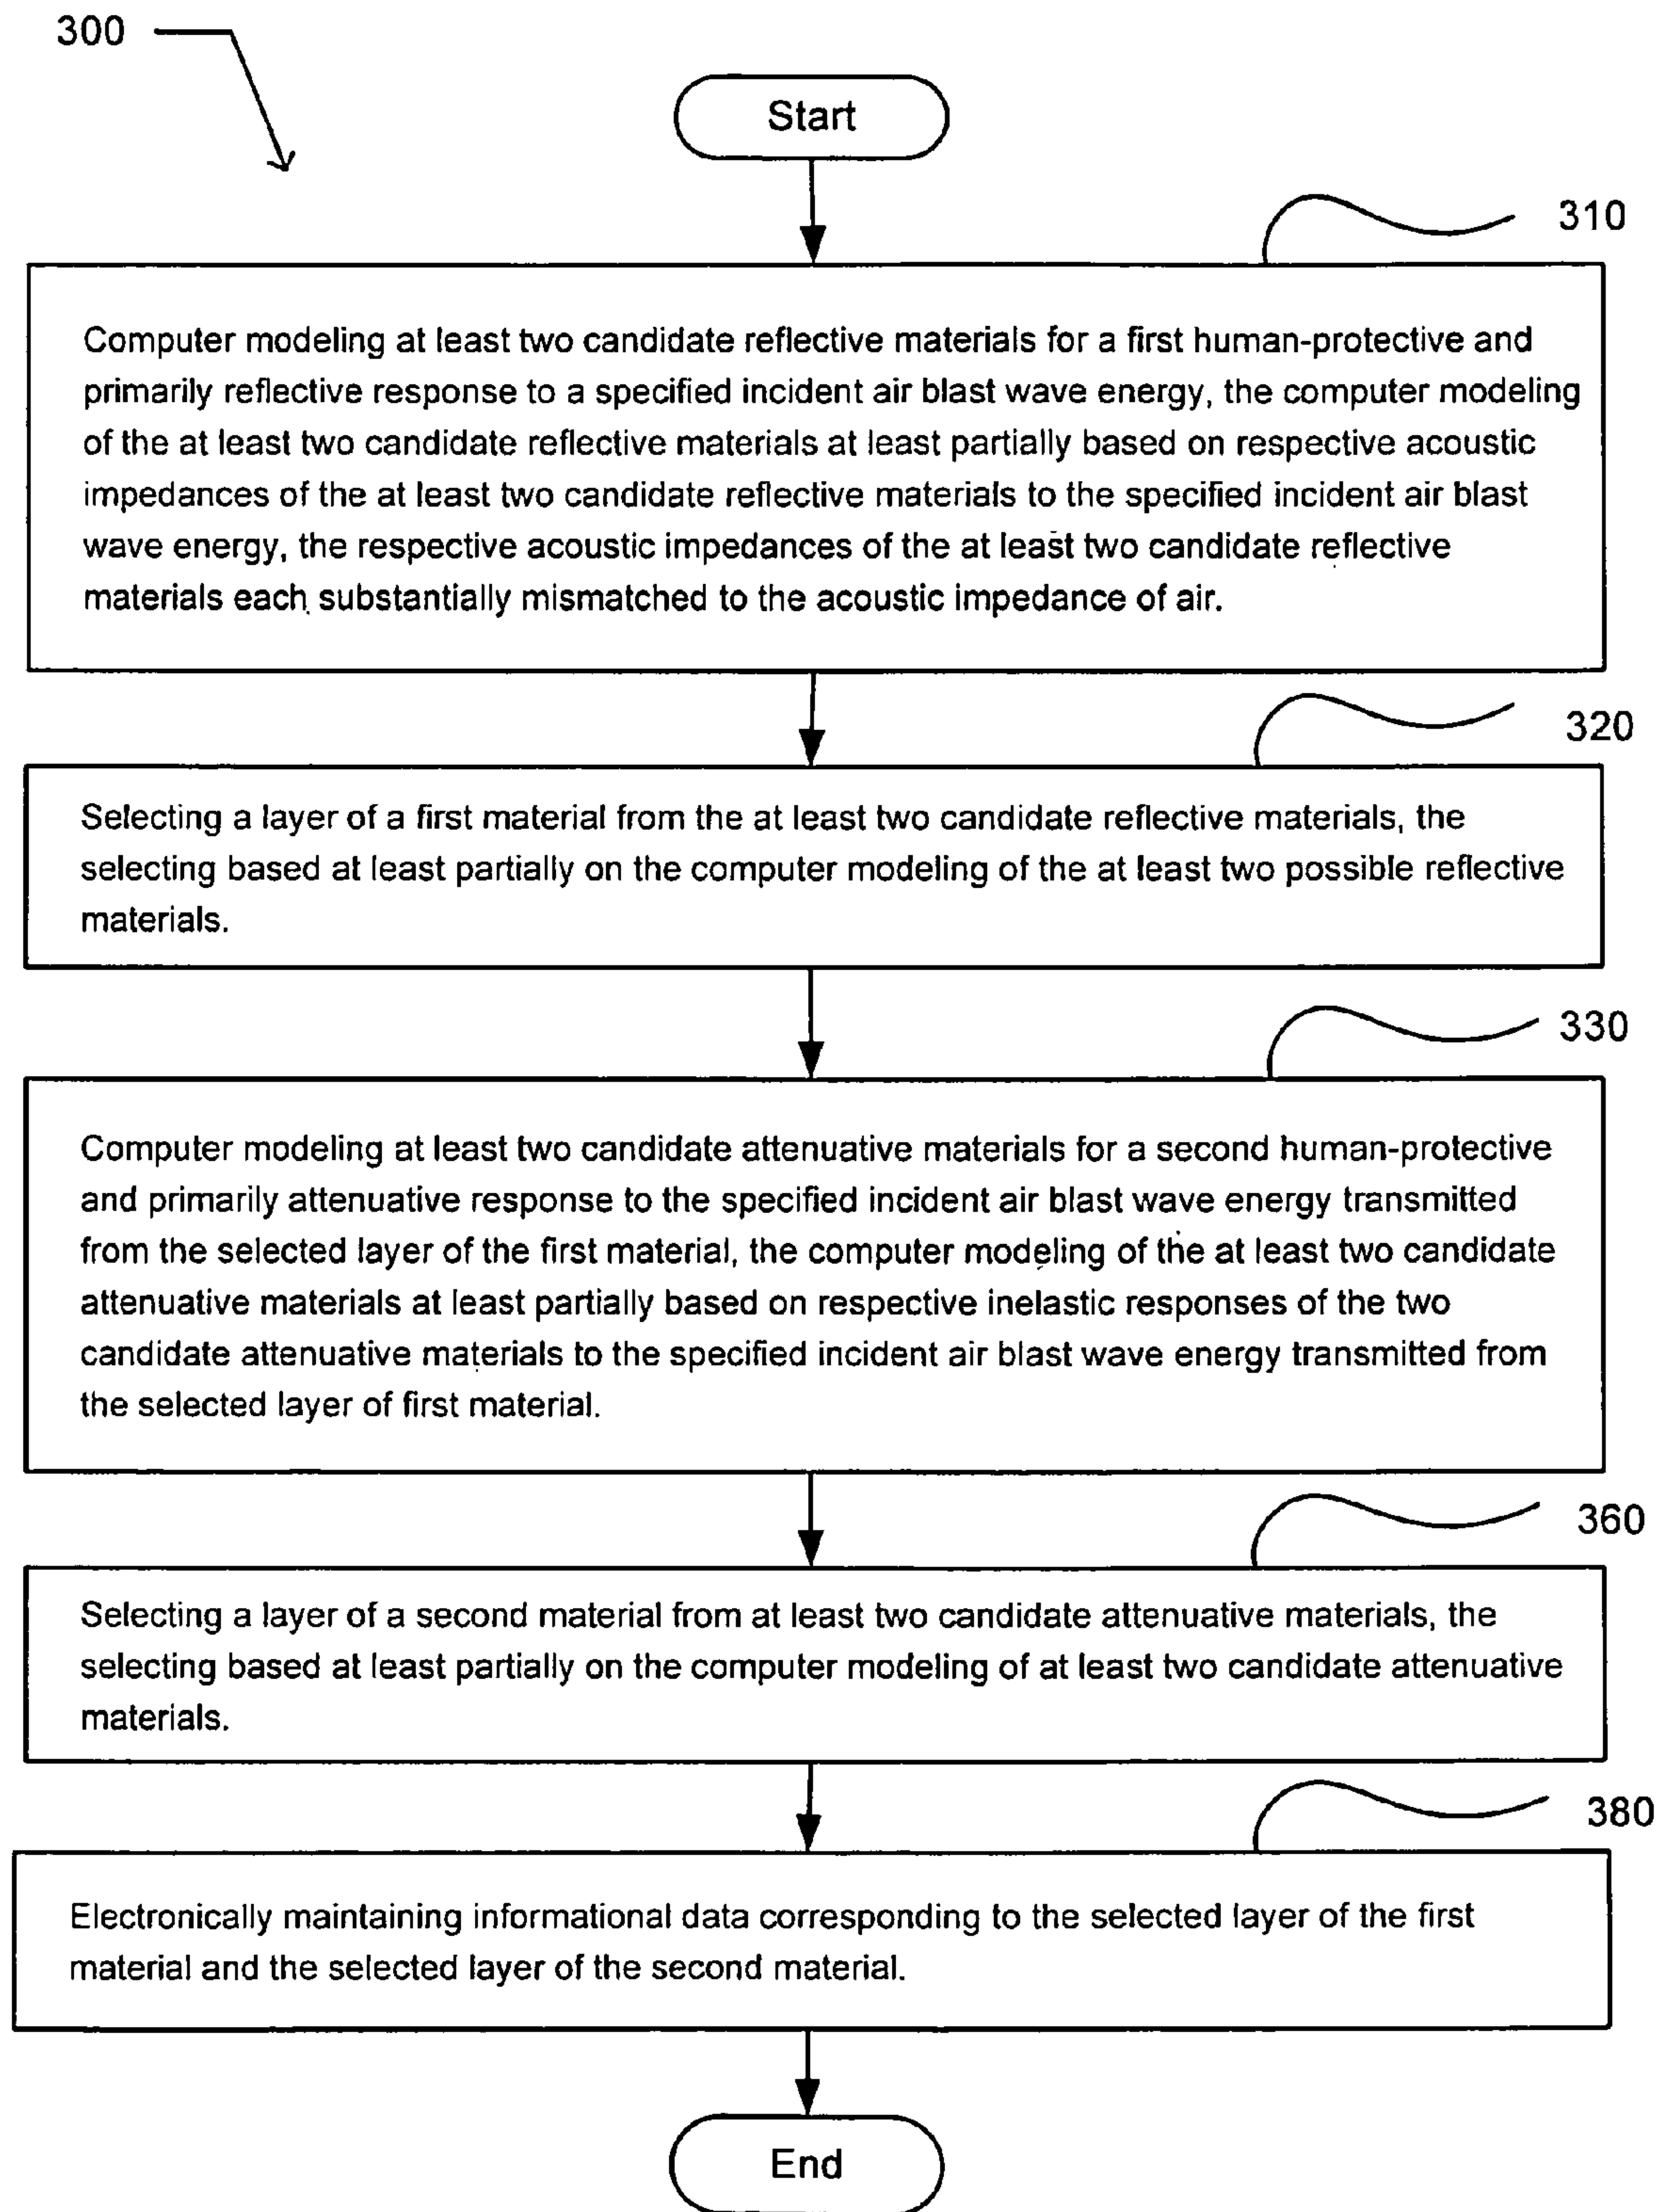 300
Start
310
Computer modeling at least two candidate reflective materials for a first human-protective and
primarily reflective response to a specified incident air blast wave energy, the computer modeling
of the at least two candidate reflective materials at least partially based on respective acoustic
impedances of the at least two candidate reflective materials to the specified incident air blast
wave energy, the respective acoustic impedances of the at least two candidate reflective
materials each substantially mismatched to the acoustic impedance of air.
320
Selecting a layer of a first material from the at least two candidate reflective materials, the
selecting based at least partially on the computer modeling of the at least two possible reflective
materials.
330
Computer modeling at least two candidate attenuative materials for a second human-protective
and primarily attenuative response to the specified incident air blast wave energy transmitted
from the selected layer of the first material, the computer modeling of the at least two candidate
attenuative materials at least partially based on respective inelastic responses of the two
candidate attenuative materials to the specified incident air blast wave energy transmitted from
the selected layer of first material.
360
Selecting a layer of a second material from at least two candidate attenuative materials, the
selecting based at least partially on the computer modeling of at least two candidate attenuative
materials.
380
Electronically maintaining informational data corresponding to the selected layer of the first
material and the selected layer of the second material.
End